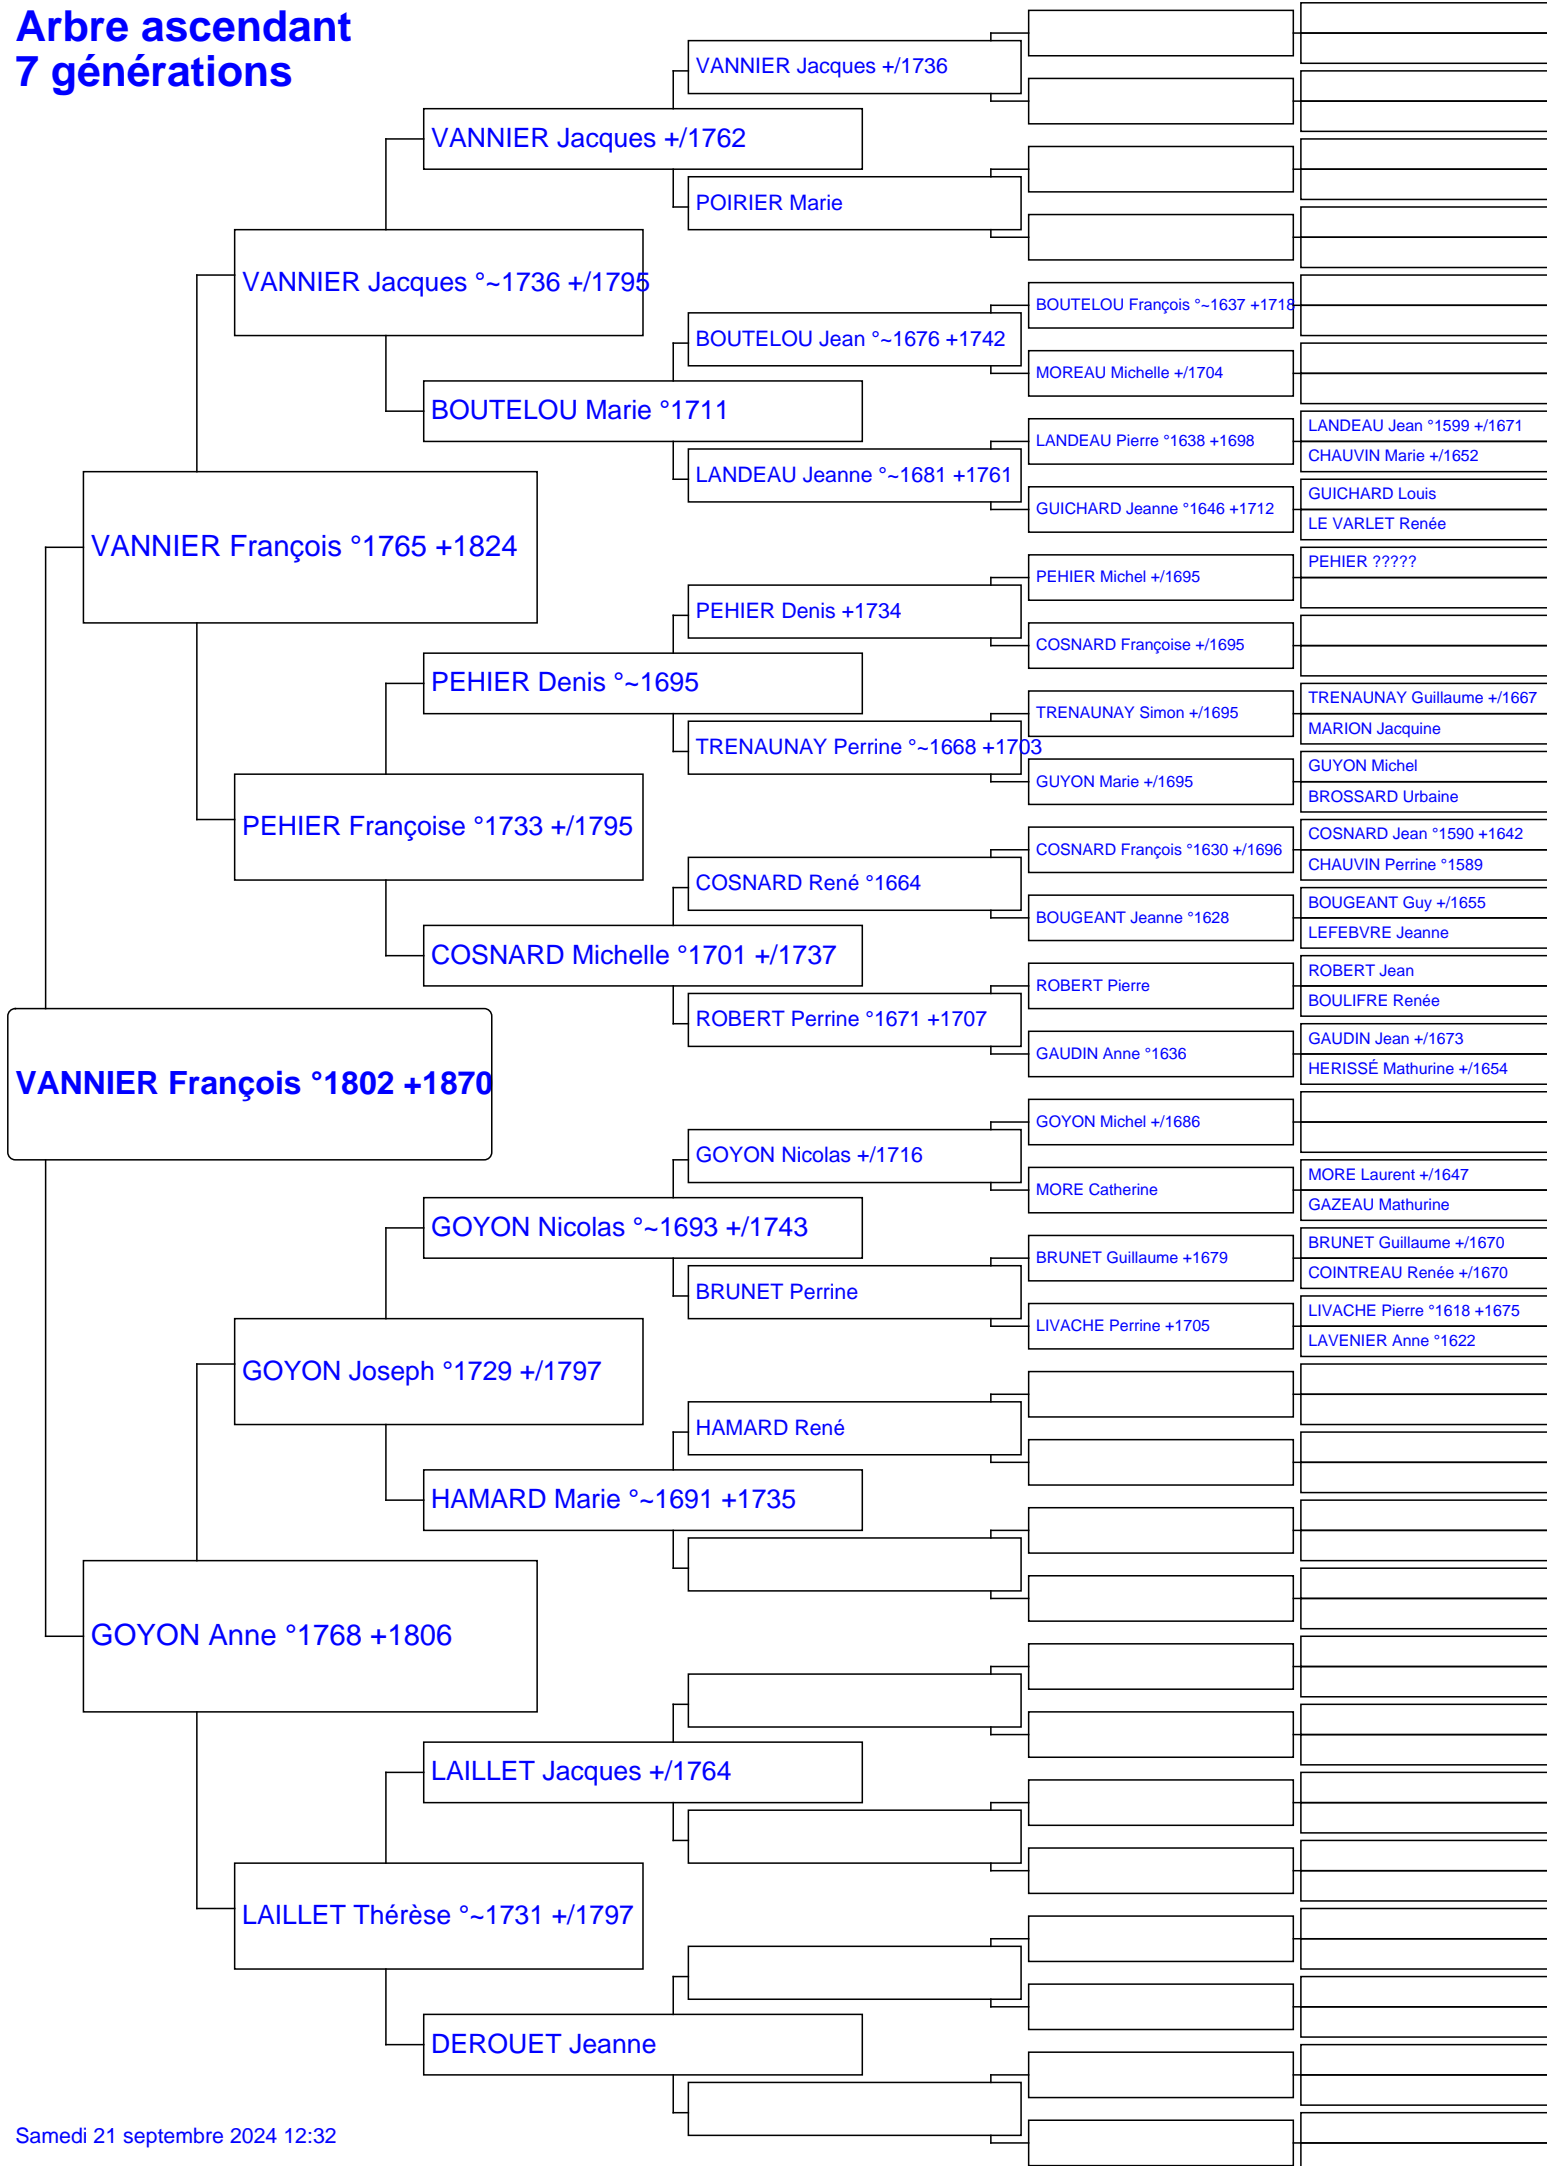 Arbre ascendant
7 générations
VANNIER Jacques +/1736
VANNIER Jacques +/1762
POIRIER Marie
VANNIER Jacques °~1736 +/1795
BOUTELOU François °~1637 +1718
BOUTELOU Jean °~1676 +1742
MOREAU Michelle +/1704
BOUTELOU Marie °1711
LANDEAU Jean °1599 +/1671
LANDEAU Pierre °1638 +1698
CHAUVIN Marie +/1652
LANDEAU Jeanne °~1681 +1761
GUICHARD Louis
GUICHARD Jeanne °1646 +1712
LE VARLET Renée
VANNIER François °1765 +1824
PEHIER ?????
PEHIER Michel +/1695
PEHIER Denis +1734
COSNARD Françoise +/1695
PEHIER Denis °~1695
TRENAUNAY Guillaume +/1667
TRENAUNAY Simon +/1695
MARION Jacquine
TRENAUNAY Perrine °~1668 +1703
GUYON Michel
GUYON Marie +/1695
BROSSARD Urbaine
PEHIER Françoise °1733 +/1795
COSNARD Jean °1590 +1642
COSNARD François °1630 +/1696
CHAUVIN Perrine °1589
COSNARD René °1664
BOUGEANT Guy +/1655
BOUGEANT Jeanne °1628
LEFEBVRE Jeanne
COSNARD Michelle °1701 +/1737
ROBERT Jean
ROBERT Pierre
BOULIFRE Renée
ROBERT Perrine °1671 +1707
GAUDIN Jean +/1673
GAUDIN Anne °1636
HERISSÉ Mathurine +/1654
VANNIER François °1802 +1870
GOYON Michel +/1686
GOYON Nicolas +/1716
MORE Laurent +/1647
MORE Catherine
GAZEAU Mathurine
GOYON Nicolas °~1693 +/1743
BRUNET Guillaume +/1670
BRUNET Guillaume +1679
COINTREAU Renée +/1670
BRUNET Perrine
LIVACHE Pierre °1618 +1675
LIVACHE Perrine +1705
LAVENIER Anne °1622
GOYON Joseph °1729 +/1797
HAMARD René
HAMARD Marie °~1691 +1735
GOYON Anne °1768 +1806
LAILLET Jacques +/1764
LAILLET Thérèse °~1731 +/1797
DEROUET Jeanne
Samedi 21 septembre 2024 12:32